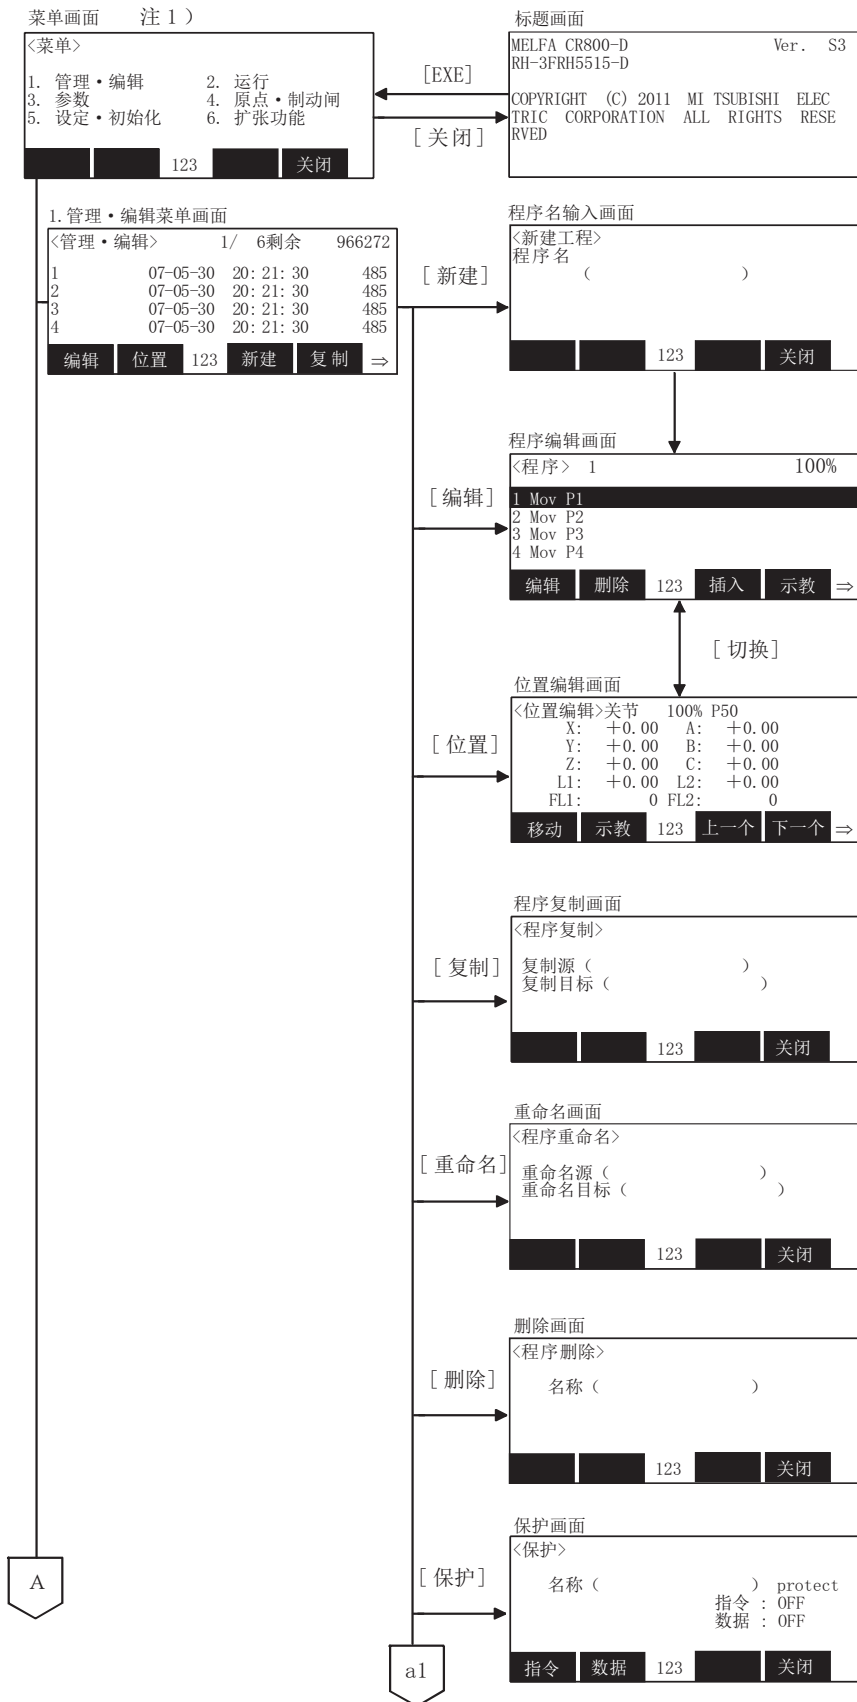 菜单画面 注1)
<菜单>
1. 管理・编辑 2. 运行
3. 参数 4. 原点・制动闸
5. 设定・初始化 6. 扩张功能
123 关闭
[EXE]
[关闭]
标题画面
MELFA CR800-D Ver. S3
RH-3FRH5515-D
COPYRIGHT (C) 2011 MI TSUBISHI ELEC
TRIC CORPORATION ALL RIGHTS RESE
RVED
1.管理・编辑菜单画面
<管理・编辑> 1/ 6剩余 966272
1 07-05-30 20:21:30 485
2 07-05-30 20:21:30 485
3 07-05-30 20:21:30 485
4 07-05-30 20:21:30 485
编辑 位置 123 新建 复制 ⇒
[新建]
程序名输入画面
<新建工程>
程序名
( )
123 关闭
[编辑]
程序编辑画面
<程序> 1 100%
1 Mov P1
2 Mov P2
3 Mov P3
4 Mov P4
编辑 删除 123 插入 示教 ⇒
[切换]
[位置]
位置编辑画面
<位置编辑>关节 100% P50
X: +0.00 A: +0.00
Y: +0.00 B: +0.00
Z: +0.00 C: +0.00
L1: +0.00 L2: +0.00
FL1: 0 FL2: 0
移动 示教 123 上一个 下一个 ⇒
[复制]
程序复制画面
<程序复制>
复制源( )
复制目标( )
123 关闭
[重命名]
重命名画面
<程序重命名>
重命名源( )
重命名目标( )
123 关闭
[删除]
删除画面
<程序删除>
名称( )
123 关闭
[保护]
保护画面
<保护>
名称( ) protect
指令 : OFF
数据 : OFF
指令 数据 123 关闭
A
a1